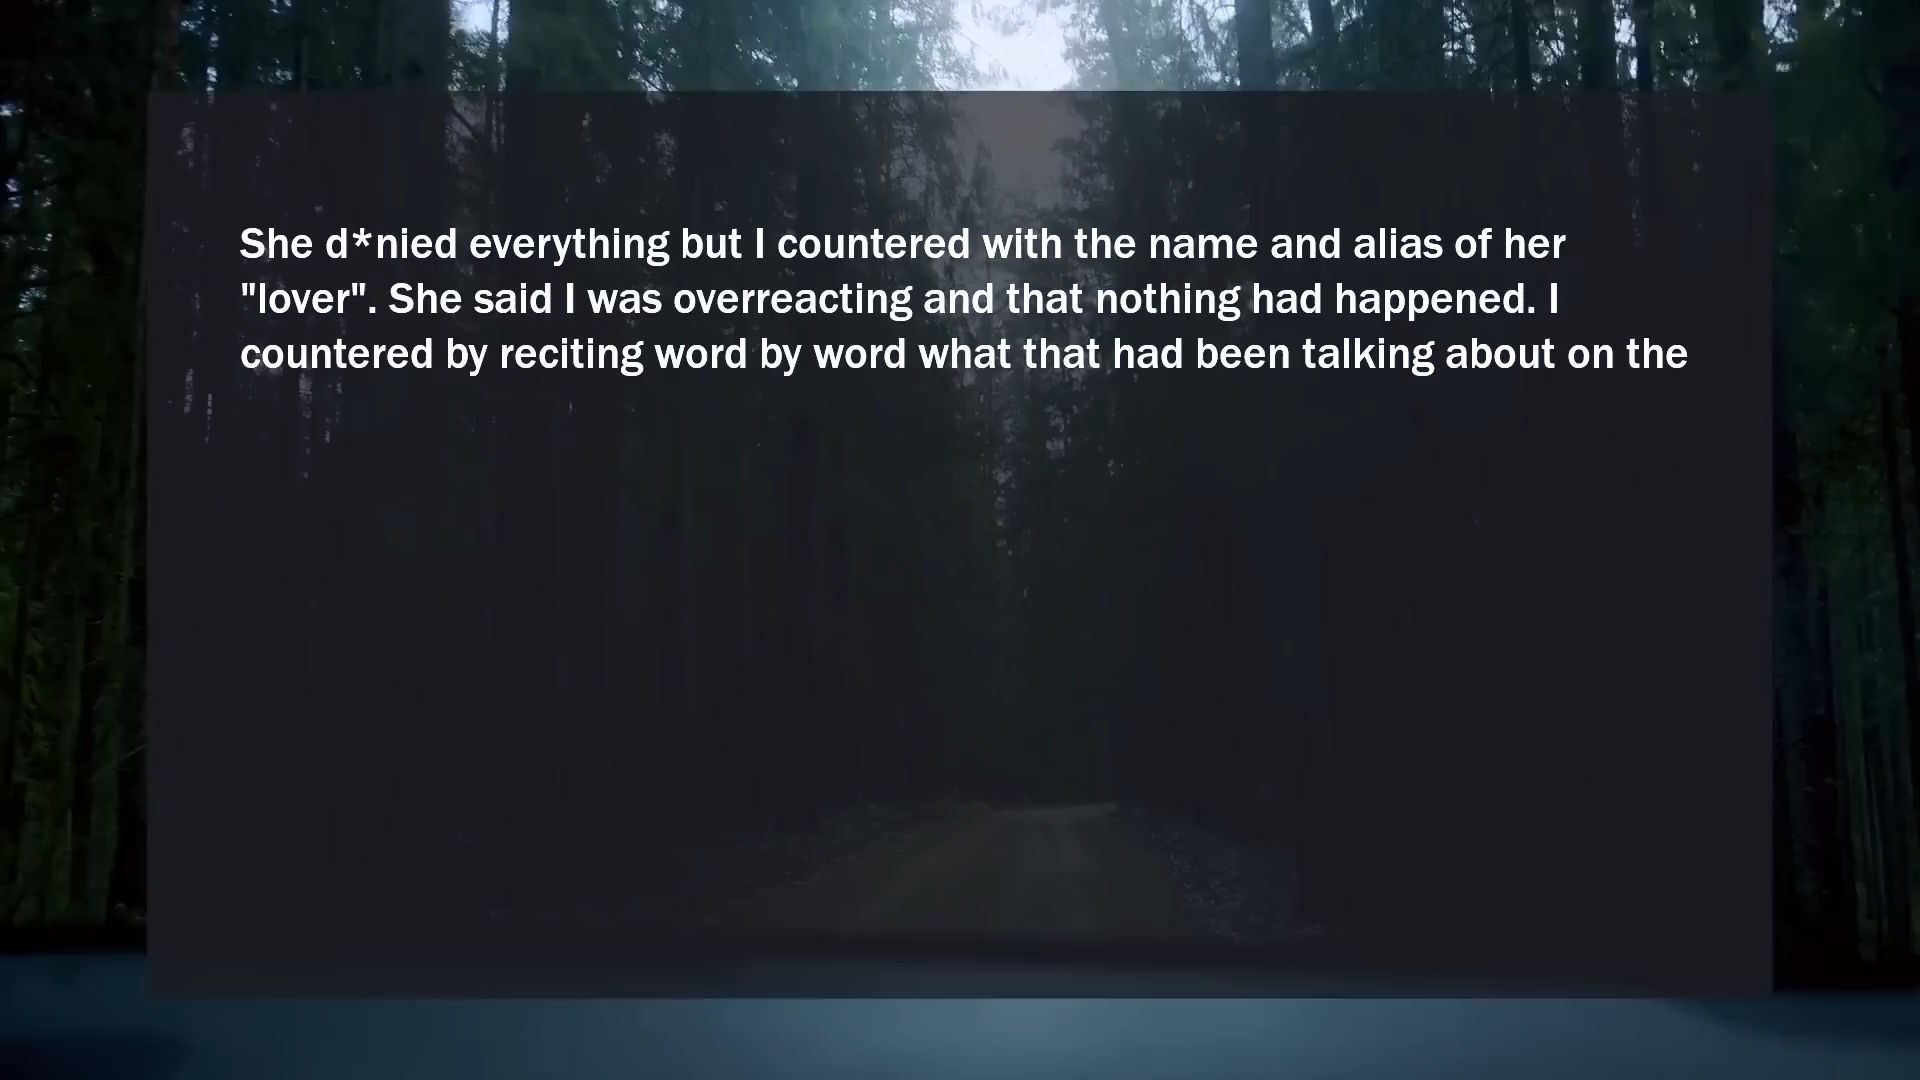 She d*nied everything but I countered with the name and alias of her
"lover". She said I was overreacting and that nothing had happened. I
countered by reciting word by word what that had been talking about on the